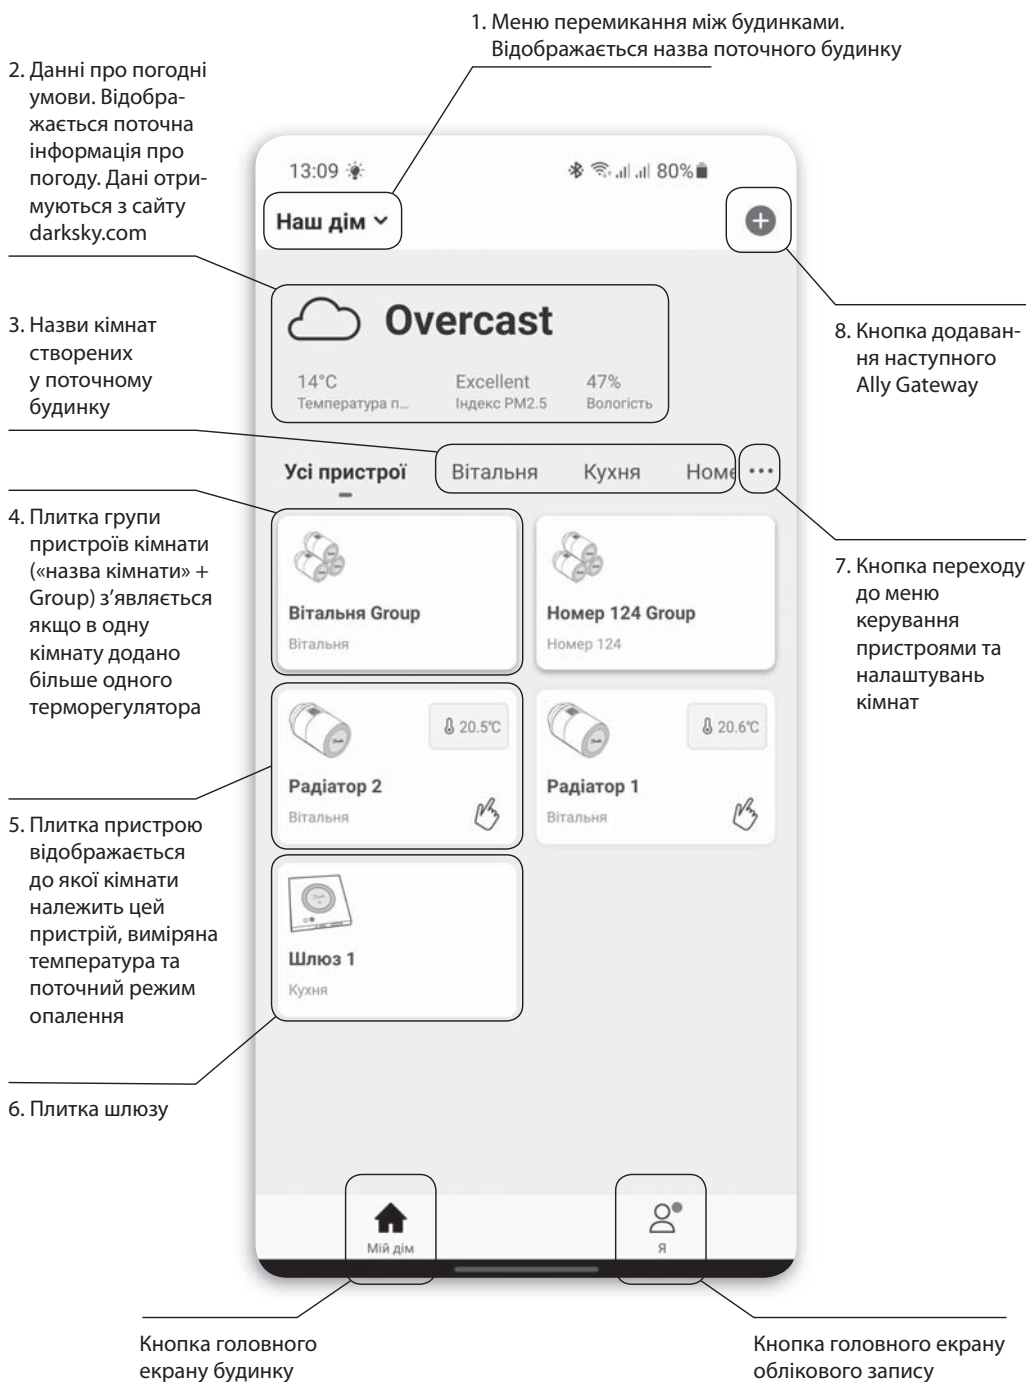 1. Меню перемикання між будинками.
Відображається назва поточного будинку
2. Данні про погодні
умови. Відобра-
жається поточна
інформація про
погоду. Дані отри-
муються з сайту
darksky.com
3. Назви кімнат
створених
у поточному
будинку
4. Плитка групи
пристроїв кімнати
(«назва кімнати» +
Group) з’являється
якщо в одну
кімнату додано
більше одного
терморегулятора
5. Плитка пристрою
відображається
до якої кімнати
належить цей
пристрій, виміряна
температура та
поточний режим
опалення
6. Плитка шлюзу
13:09 80%
Наш дім
Overcast
14°C Excellent 47%
Температура п... Індекс PM2.5 Вологість
Усі пристрої Вітальня Кухня Номе
Вітальня Group Номер 124 Group
Вітальня Номер 124
20.5°C 20.6°C
Радіатор 2 Радіатор 1
Вітальня Вітальня
Шлюз 1
Кухня
Мій дім Я
8. Кнопка додаван-
ня наступного
Ally Gateway
7. Кнопка переходу
до меню
керування
пристроями та
налаштувань
кімнат
Кнопка головного
екрану будинку
Кнопка головного екрану
облікового запису